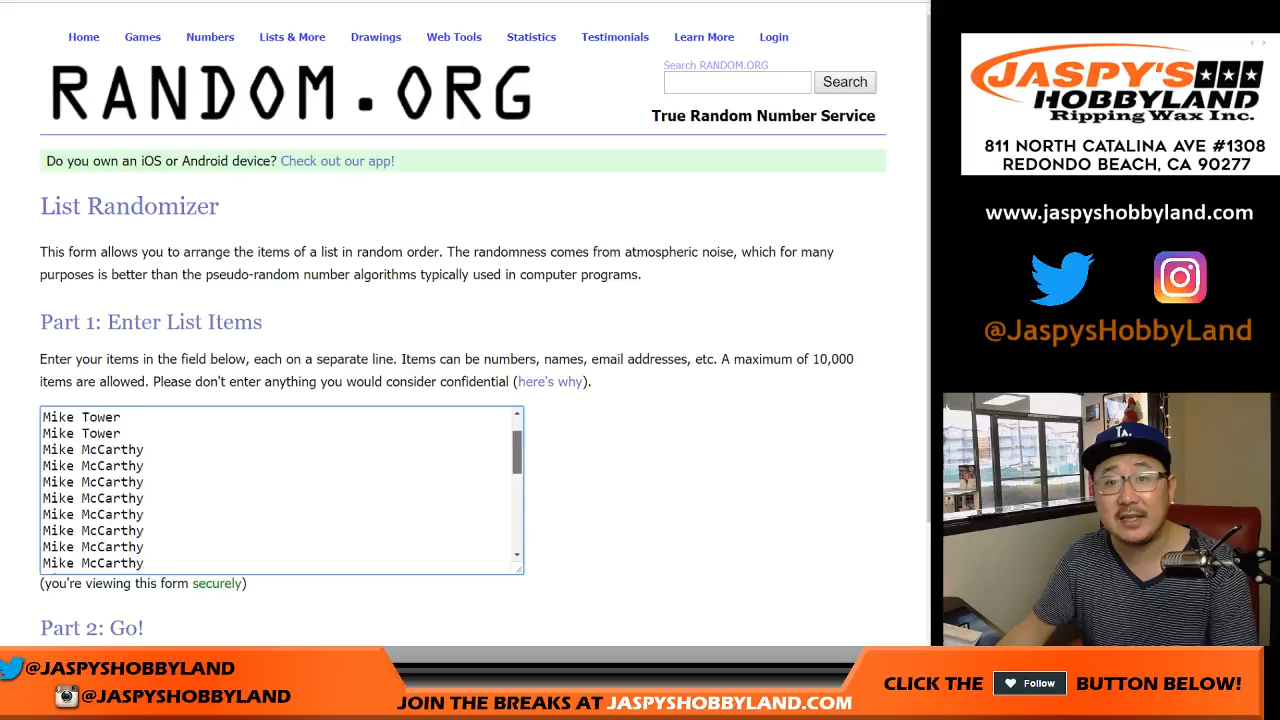 Home Games Numbers Lists & More Drawings Web Tools Statistics Testimonials Learn More Login
RANDOM.ORG
Search RANDOM.ORG
Search
True Random Number Service
Do you own an iOS or Android device? Check out our app!
List Randomizer
This form allows you to arrange the items of a list in random order. The randomness comes from atmospheric noise, which for many
purposes is better than the pseudo-random number algorithms typically used in computer programs.
Part 1: Enter List Items
Enter your items in the field below, each on a separate line. Items can be numbers, names, email addresses, etc. A maximum of 10,000
items are allowed. Please don't enter anything you would consider confidential (here's why).
Mike Tower
Mike Tower
Mike McCarthy
Mike McCarthy
Mike McCarthy
Mike McCarthy
Mike McCarthy
Mike McCarthy
Mike McCarthy
Mike McCarthy
(you're viewing this form securely)
Part 2: Go!
JASPY'S
HOBBYLAND
Ripping Wax Inc.
811 NORTH CATALINA AVE #1308
REDONDO BEACH, CA 90277
www.jaspyshobbyland.com
@JaspysHobbyLand
LA
@JASPYSHOBBYLAND
@JASPYSHOBBYLAND
JOIN THE BREAKS AT JASPYSHOBBYLAND.COM
CLICK THE Follow BUTTON BELOW!